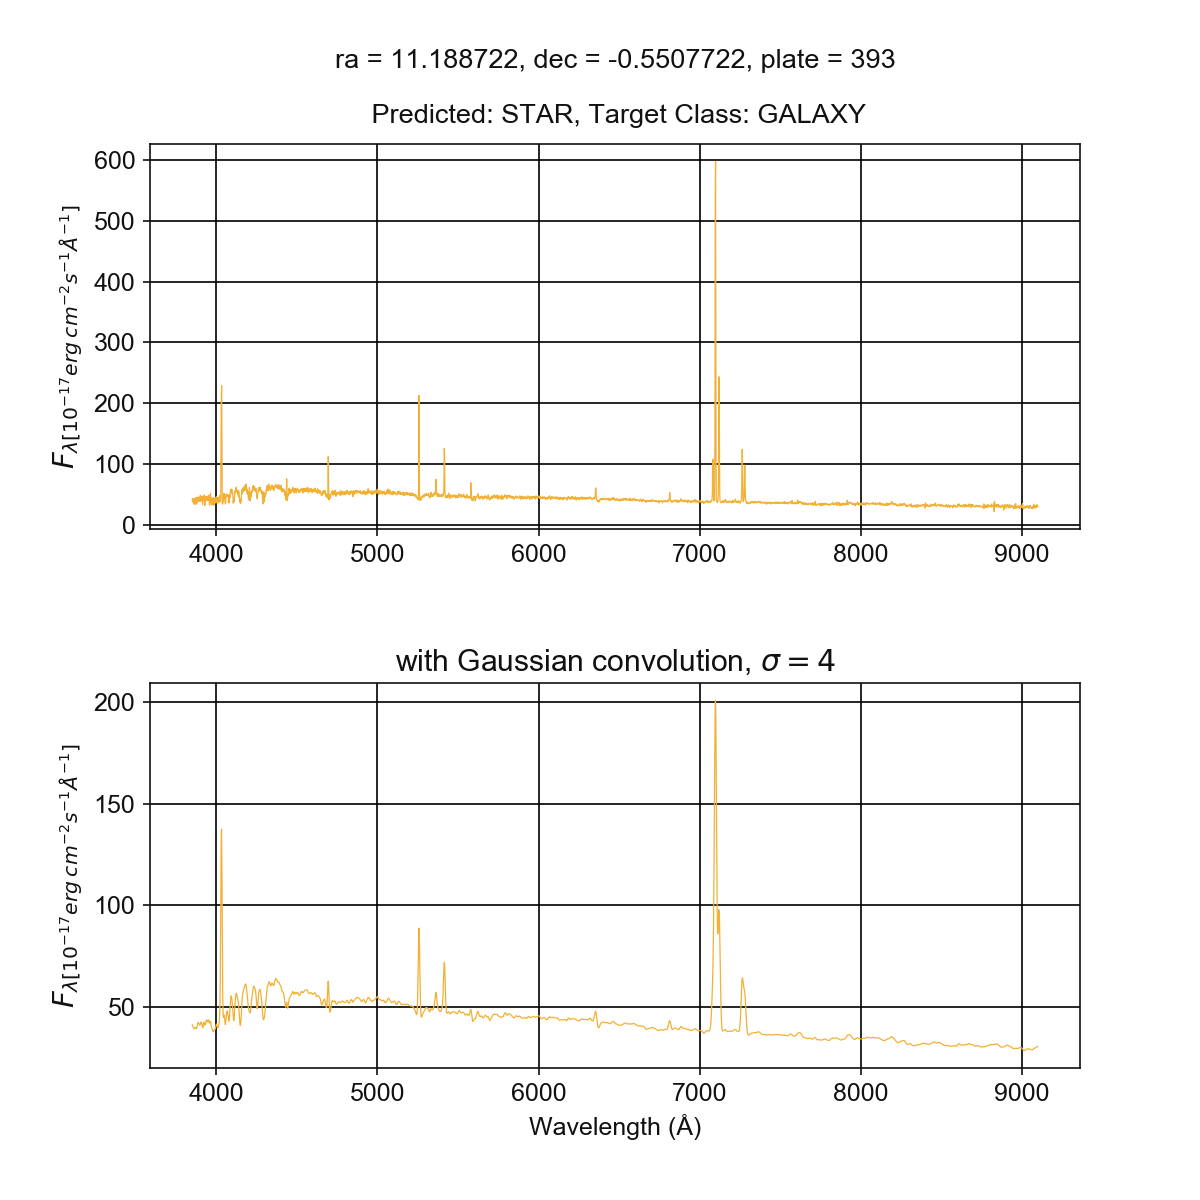 ra = 11.188722, dec = -0.5507722, plate = 393
Predicted: STAR, Target Class: GALAXY
600
500
400
300
200
100
0
F_{λ[10^{−17}erg cm^{−2}s^{−1}Å^{−1}]}
4000 5000 6000 7000 8000 9000
with Gaussian convolution, σ = 4
200
150
100
50
F_{λ[10^{−17}erg cm^{−2}s^{−1}Å^{−1}]}
4000 5000 6000 7000 8000 9000
Wavelength (Å)